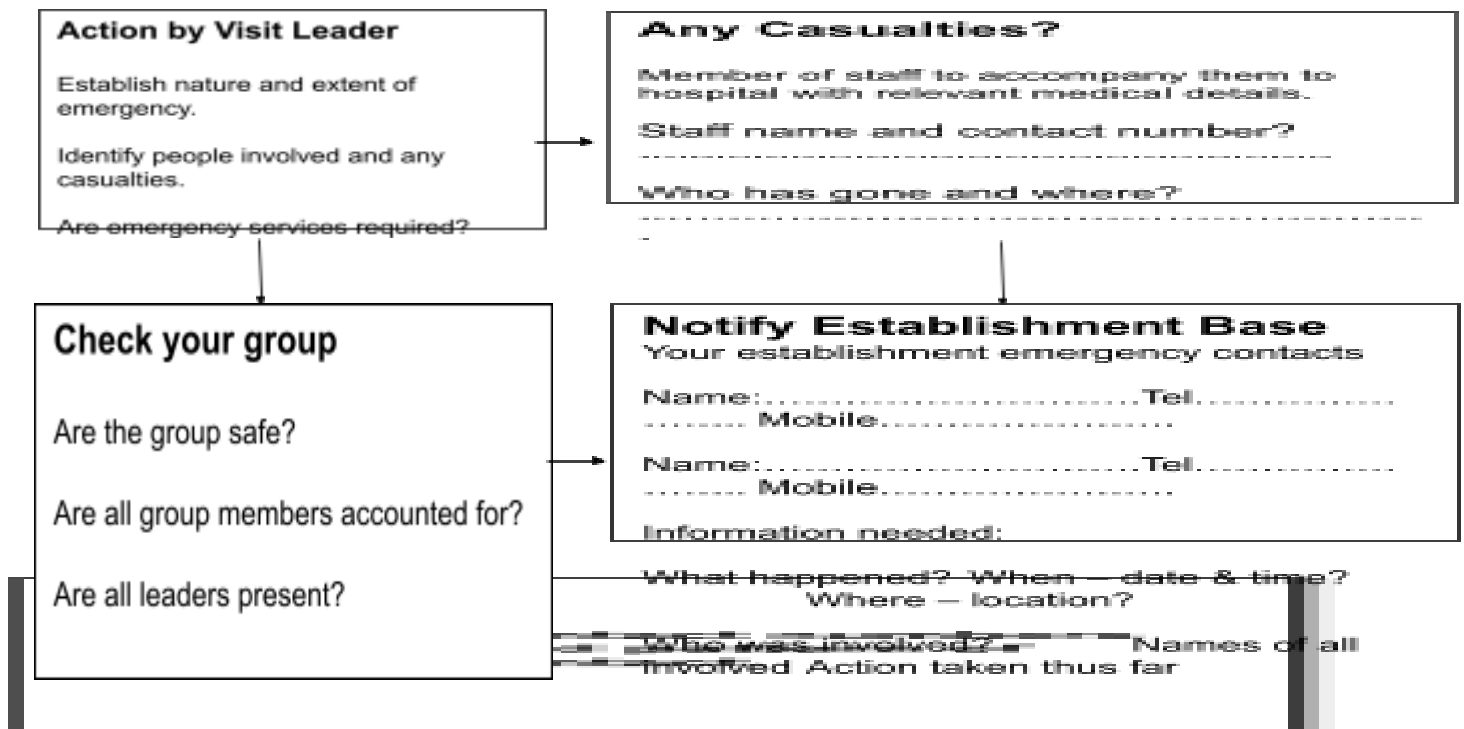 Action by Visit Leader
Establish nature and extent of
emergency.
Identify people involved and any
casualties.
Are emergency services required?
Any Casualties?
Member of staff to accompany them to
hospital with relevant medical details.
Staff name and contact number?
................................................................................
Who has gone and where?
................................................................................
Check your group
Are the group safe?
Are all group members accounted for?
Are all leaders present?
Notify Establishment Base
Your establishment emergency contacts
Name:..............................Tel................
........ Mobile........................
Name:..............................Tel................
........ Mobile........................
Information needed:
What happened? When – date & time?
Where – location?
Who was involved? Names of all
involved Action taken thus far